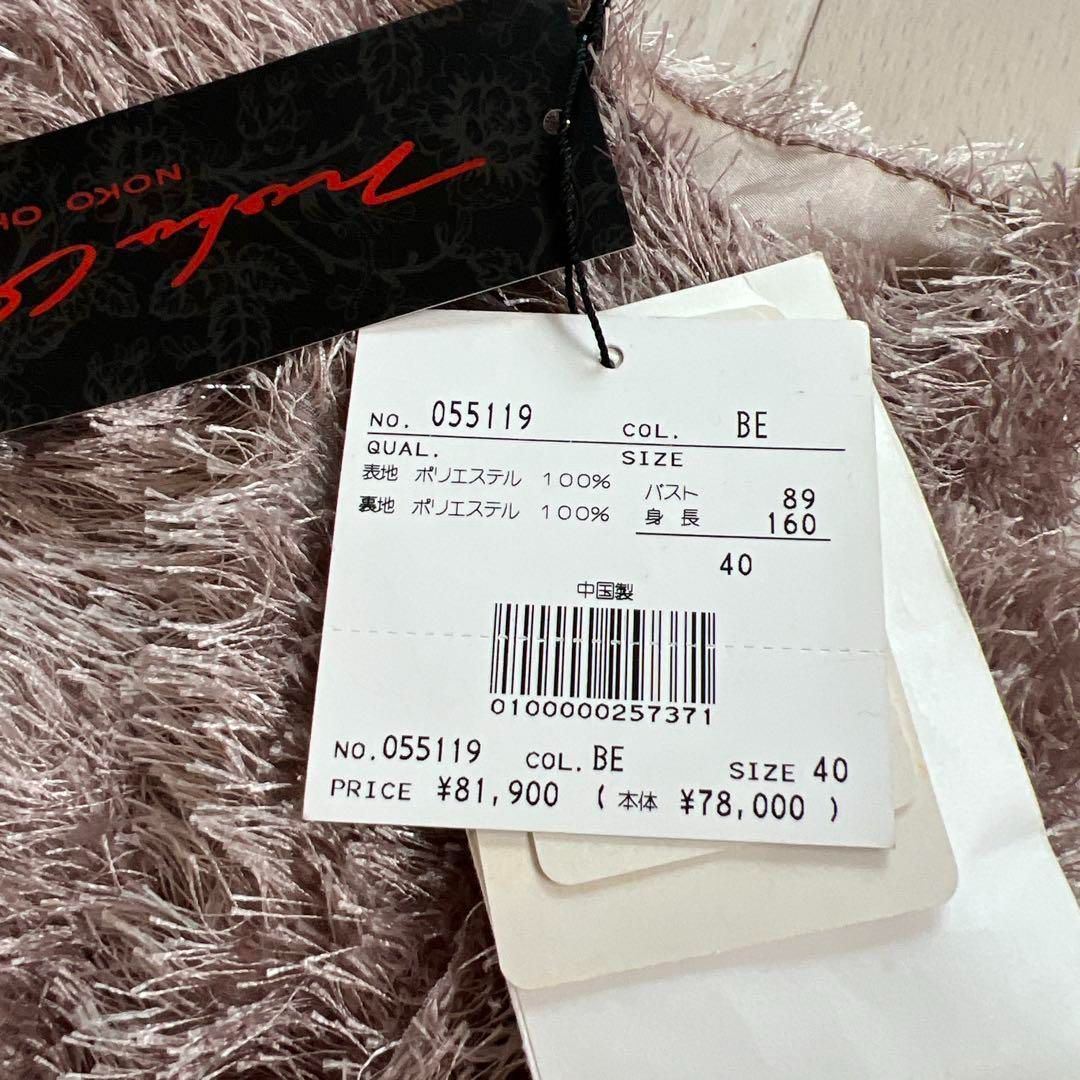 NOKO
NO. 055119 COL. BE
QUAL. SIZE
表地 ポリエステル 100% バスト 89
裏地 ポリエステル 100% 身長 160
40
中国製
0100000257371
NO.055119 COL.BE SIZE 40
PRICE ¥81,900 (本体 ¥78,000)